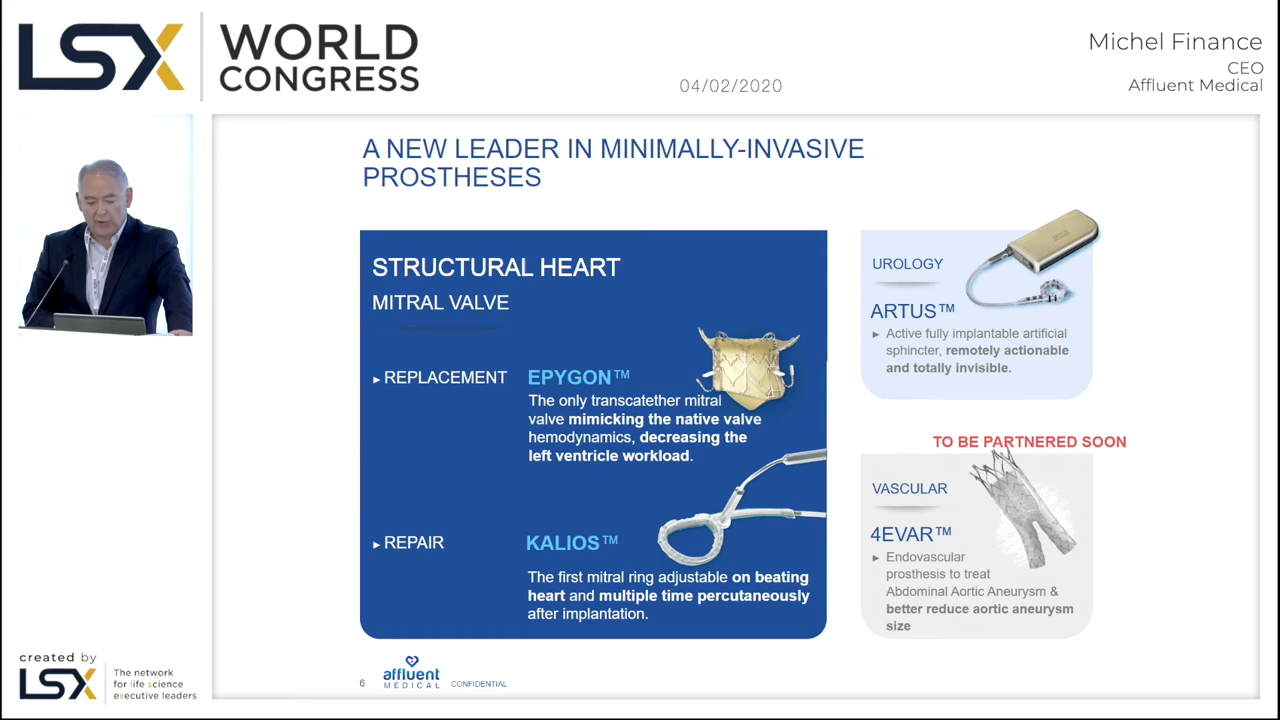 LSX
WORLD
CONGRESS
04/02/2020
Michel Finance
CEO
Affluent Medical
A NEW LEADER IN MINIMALLY-INVASIVE
PROSTHESES
STRUCTURAL HEART
MITRAL VALVE
► REPLACEMENT
EPYGON™
The only transcatether mitral
valve mimicking the native valve
hemodynamics, decreasing the
left ventricle workload.
► REPAIR
KALIOS™
The first mitral ring adjustable on beating
heart and multiple time percutaneously
after implantation.
UROLOGY
ARTUS™
► Active fully implantable artificial
sphincter, remotely actionable
and totally invisible.
TO BE PARTNERED SOON
VASCULAR
4EVAR™
► Endovascular
prosthesis to treat
Abdominal Aortic Aneurysm &
better reduce aortic aneurysm
size
6
affluent
MEDICAL
CONFIDENTIAL
created by
LSX
The network
for life science
executive leaders